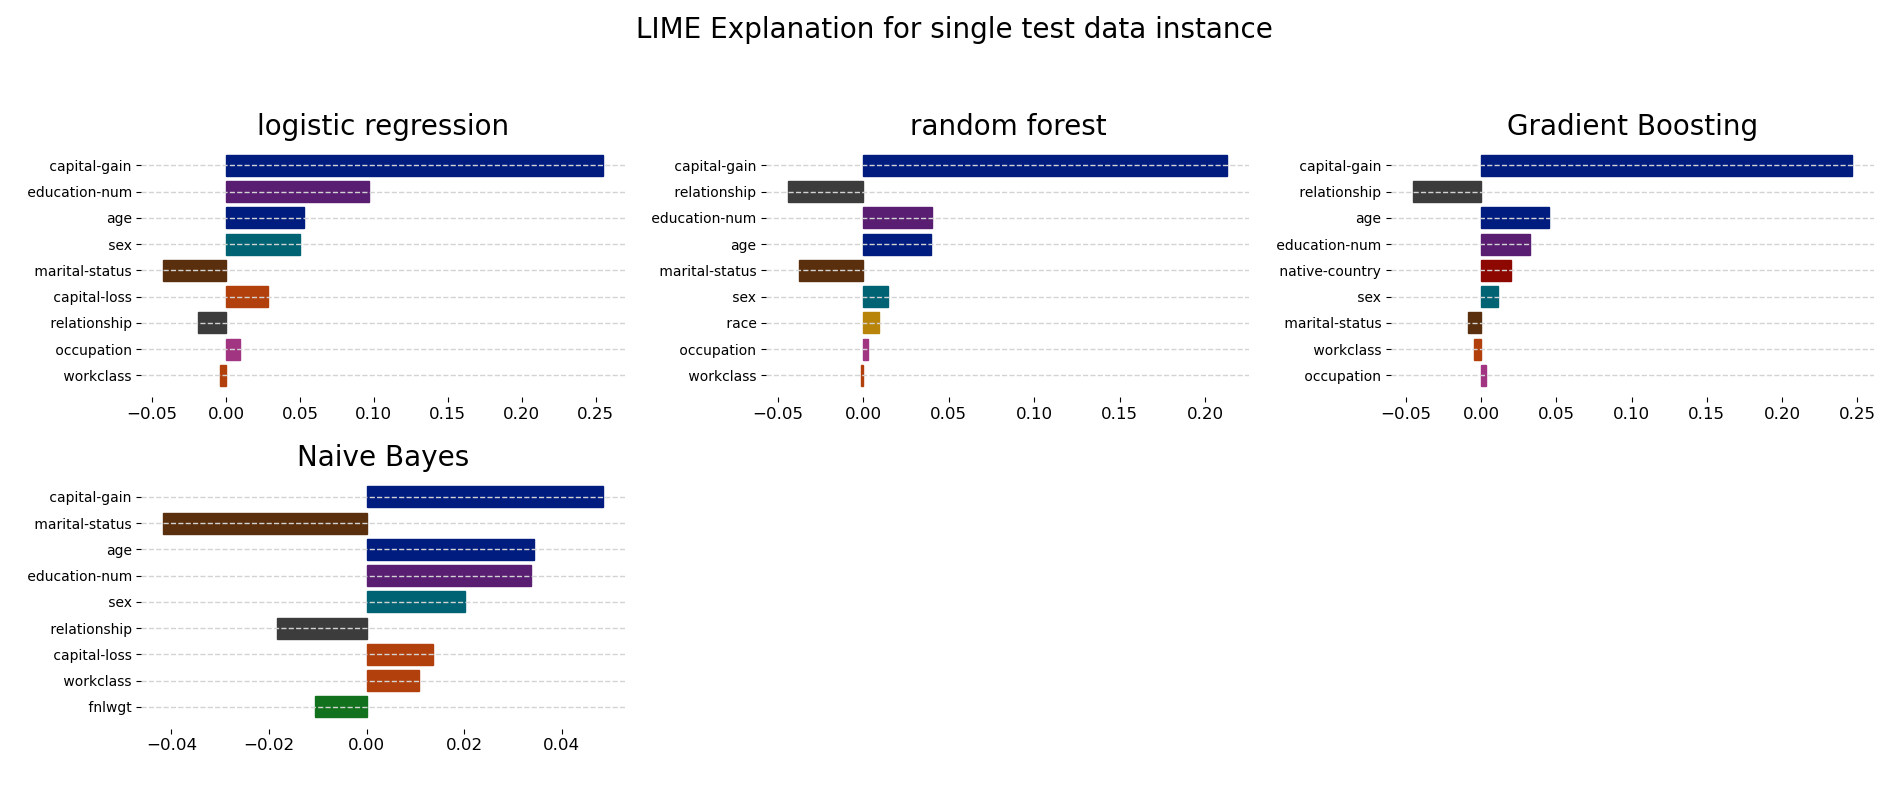 LIME Explanation for single test data instance
logistic regression
capital-gain
education-num
age
sex
marital-status
capital-loss
relationship
occupation
workclass
−0.05 0.00 0.05 0.10 0.15 0.20 0.25
random forest
capital-gain
relationship
education-num
age
marital-status
sex
race
occupation
workclass
−0.05 0.00 0.05 0.10 0.15 0.20
Gradient Boosting
capital-gain
relationship
age
education-num
native-country
sex
marital-status
workclass
occupation
−0.05 0.00 0.05 0.10 0.15 0.20 0.25
Naive Bayes
capital-gain
marital-status
age
education-num
sex
relationship
capital-loss
workclass
fnlwgt
−0.04 −0.02 0.00 0.02 0.04